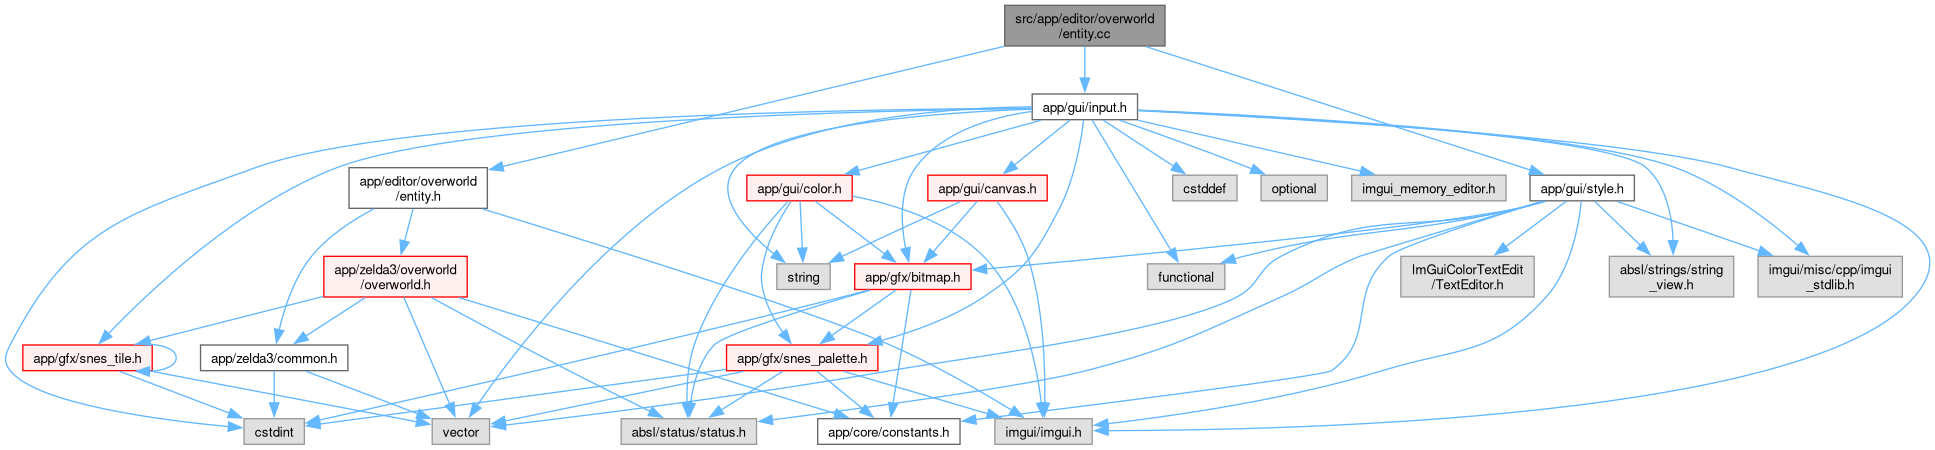 src/app/editor/overworld
/entity.cc
app/gui/input.h
app/editor/overworld
/entity.h
app/gui/color.h
app/gui/canvas.h
cstddef
optional
imgui_memory_editor.h
app/gui/style.h
app/zelda3/overworld
/overworld.h
string
app/gfx/bitmap.h
functional
ImGuiColorTextEdit
/TextEditor.h
absl/strings/string
_view.h
imgui/misc/cpp/imgui
_stdlib.h
app/gfx/snes_tile.h
app/zelda3/common.h
app/gfx/snes_palette.h
cstdint
vector
absl/status/status.h
app/core/constants.h
imgui/imgui.h